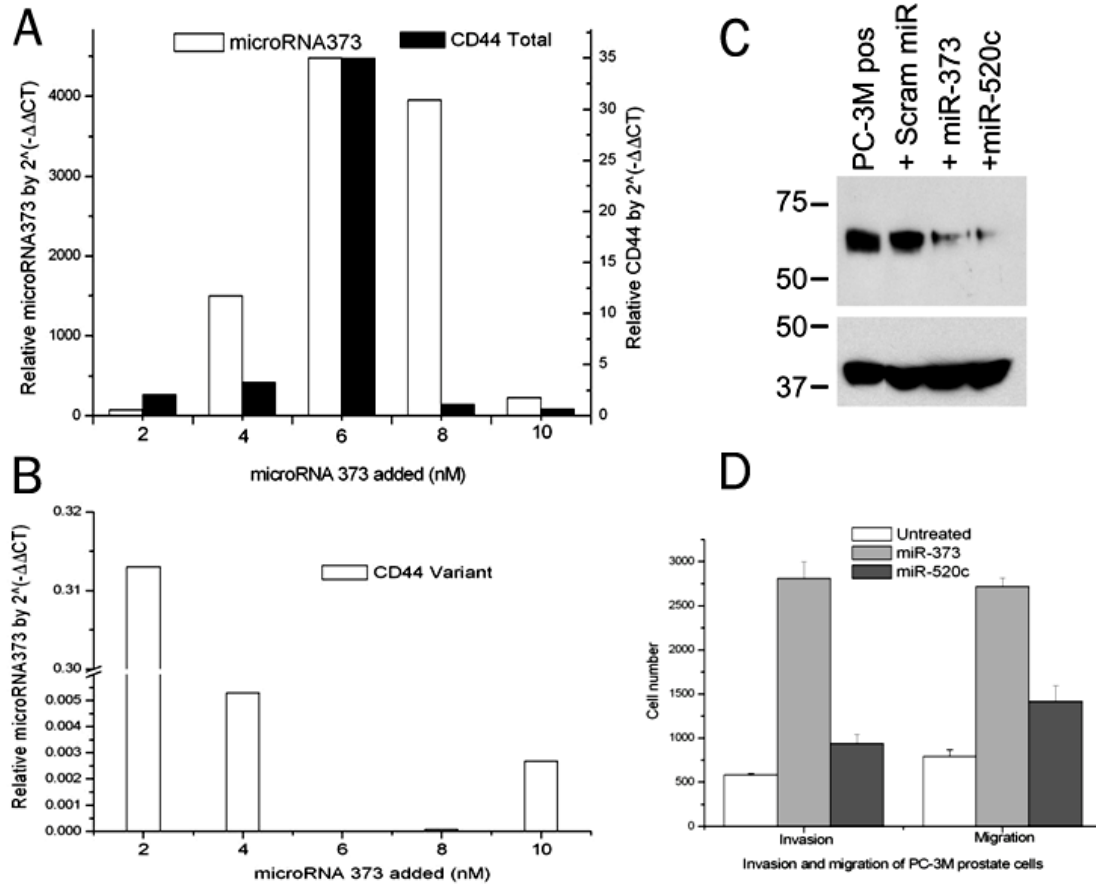 A
microRNA373
CD44 Total
Relative microRNA373 by 2^(-ΔΔCT)
4000
3000
2000
1000
0
35
30
25
20
15
10
5
0
Relative CD44 by 2^(-ΔΔCT)
2 4 6 8 10
microRNA 373 added (nM)
B
CD44 Variant
Relative microRNA373 by 2^(-ΔΔCT)
0.32
0.31
0.30
0.005
0.004
0.003
0.002
0.001
0.000
2 4 6 8 10
microRNA 373 added (nM)
C
PC-3M pos
+ Scram miR
+ miR-373
+miR-520c
75
50
50
37
D
Untreated
miR-373
miR-520c
Cell number
3000
2500
2000
1500
1000
500
0
Invasion Migration
Invasion and migration of PC-3M prostate cells